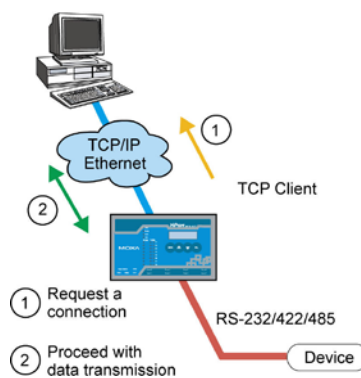 1
TCP/IP
Ethernet
TCP Client
2
MOXA
1 Request a
connection
RS-232/422/485
2 Proceed with
data transmission
Device